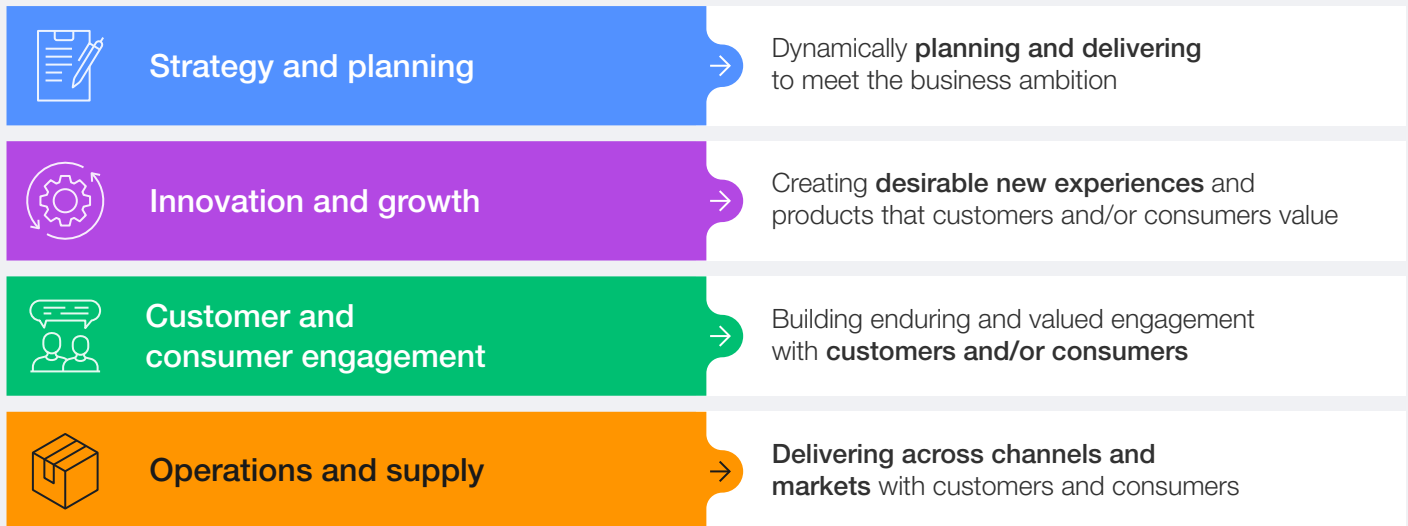 Strategy and planning
Dynamically planning and delivering
to meet the business ambition
Innovation and growth
Creating desirable new experiences and
products that customers and/or consumers value
Customer and
consumer engagement
Building enduring and valued engagement
with customers and/or consumers
Operations and supply
Delivering across channels and
markets with customers and consumers